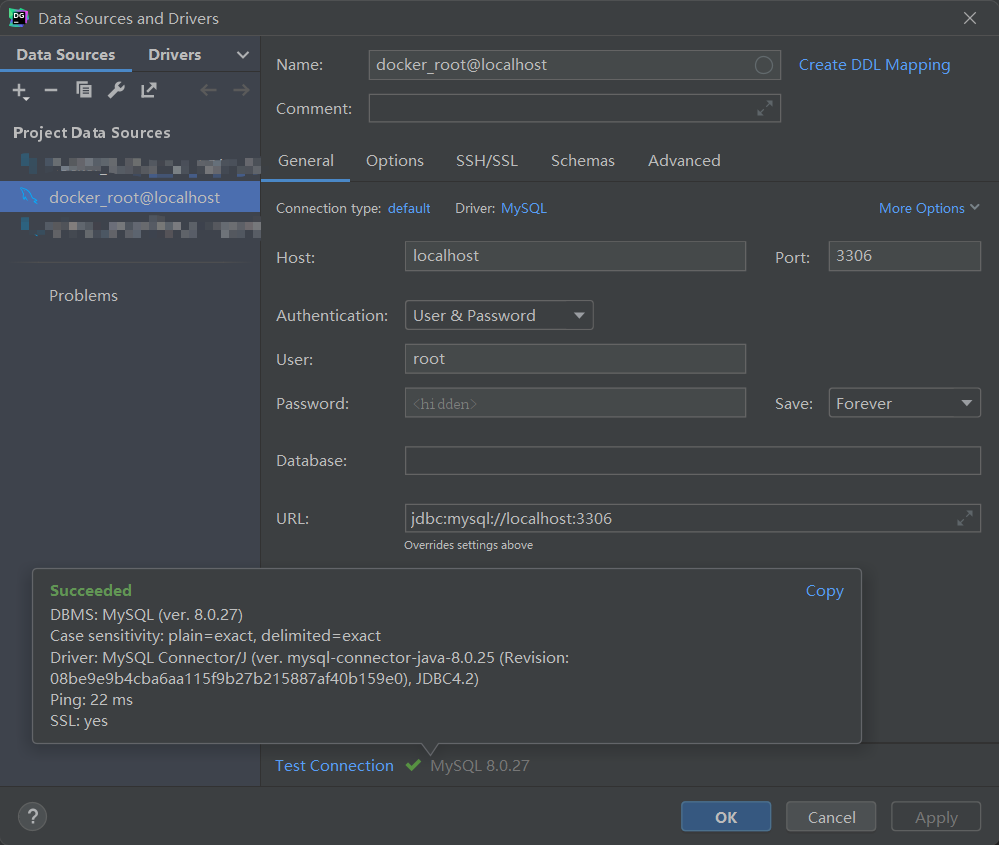 DG
Data Sources and Drivers
Data Sources
Drivers
Project Data Sources
docker_root@localhost
Problems
Name:
docker_root@localhost
Create DDL Mapping
Comment:
General
Options
SSH/SSL
Schemas
Advanced
Connection type: default
Driver: MySQL
More Options
Host:
localhost
Port:
3306
Authentication:
User & Password
User:
root
Password:
<hidden>
Save:
Forever
Database:
URL:
jdbc:mysql://localhost:3306
Overrides settings above
Succeeded
Copy
DBMS: MySQL (ver. 8.0.27)
Case sensitivity: plain=exact, delimited=exact
Driver: MySQL Connector/J (ver. mysql-connector-java-8.0.25 (Revision:
08be9e9b4cba6aa115f9b27b215887af40b159e0), JDBC4.2)
Ping: 22 ms
SSL: yes
Test Connection
MySQL 8.0.27
?
OK
Cancel
Apply